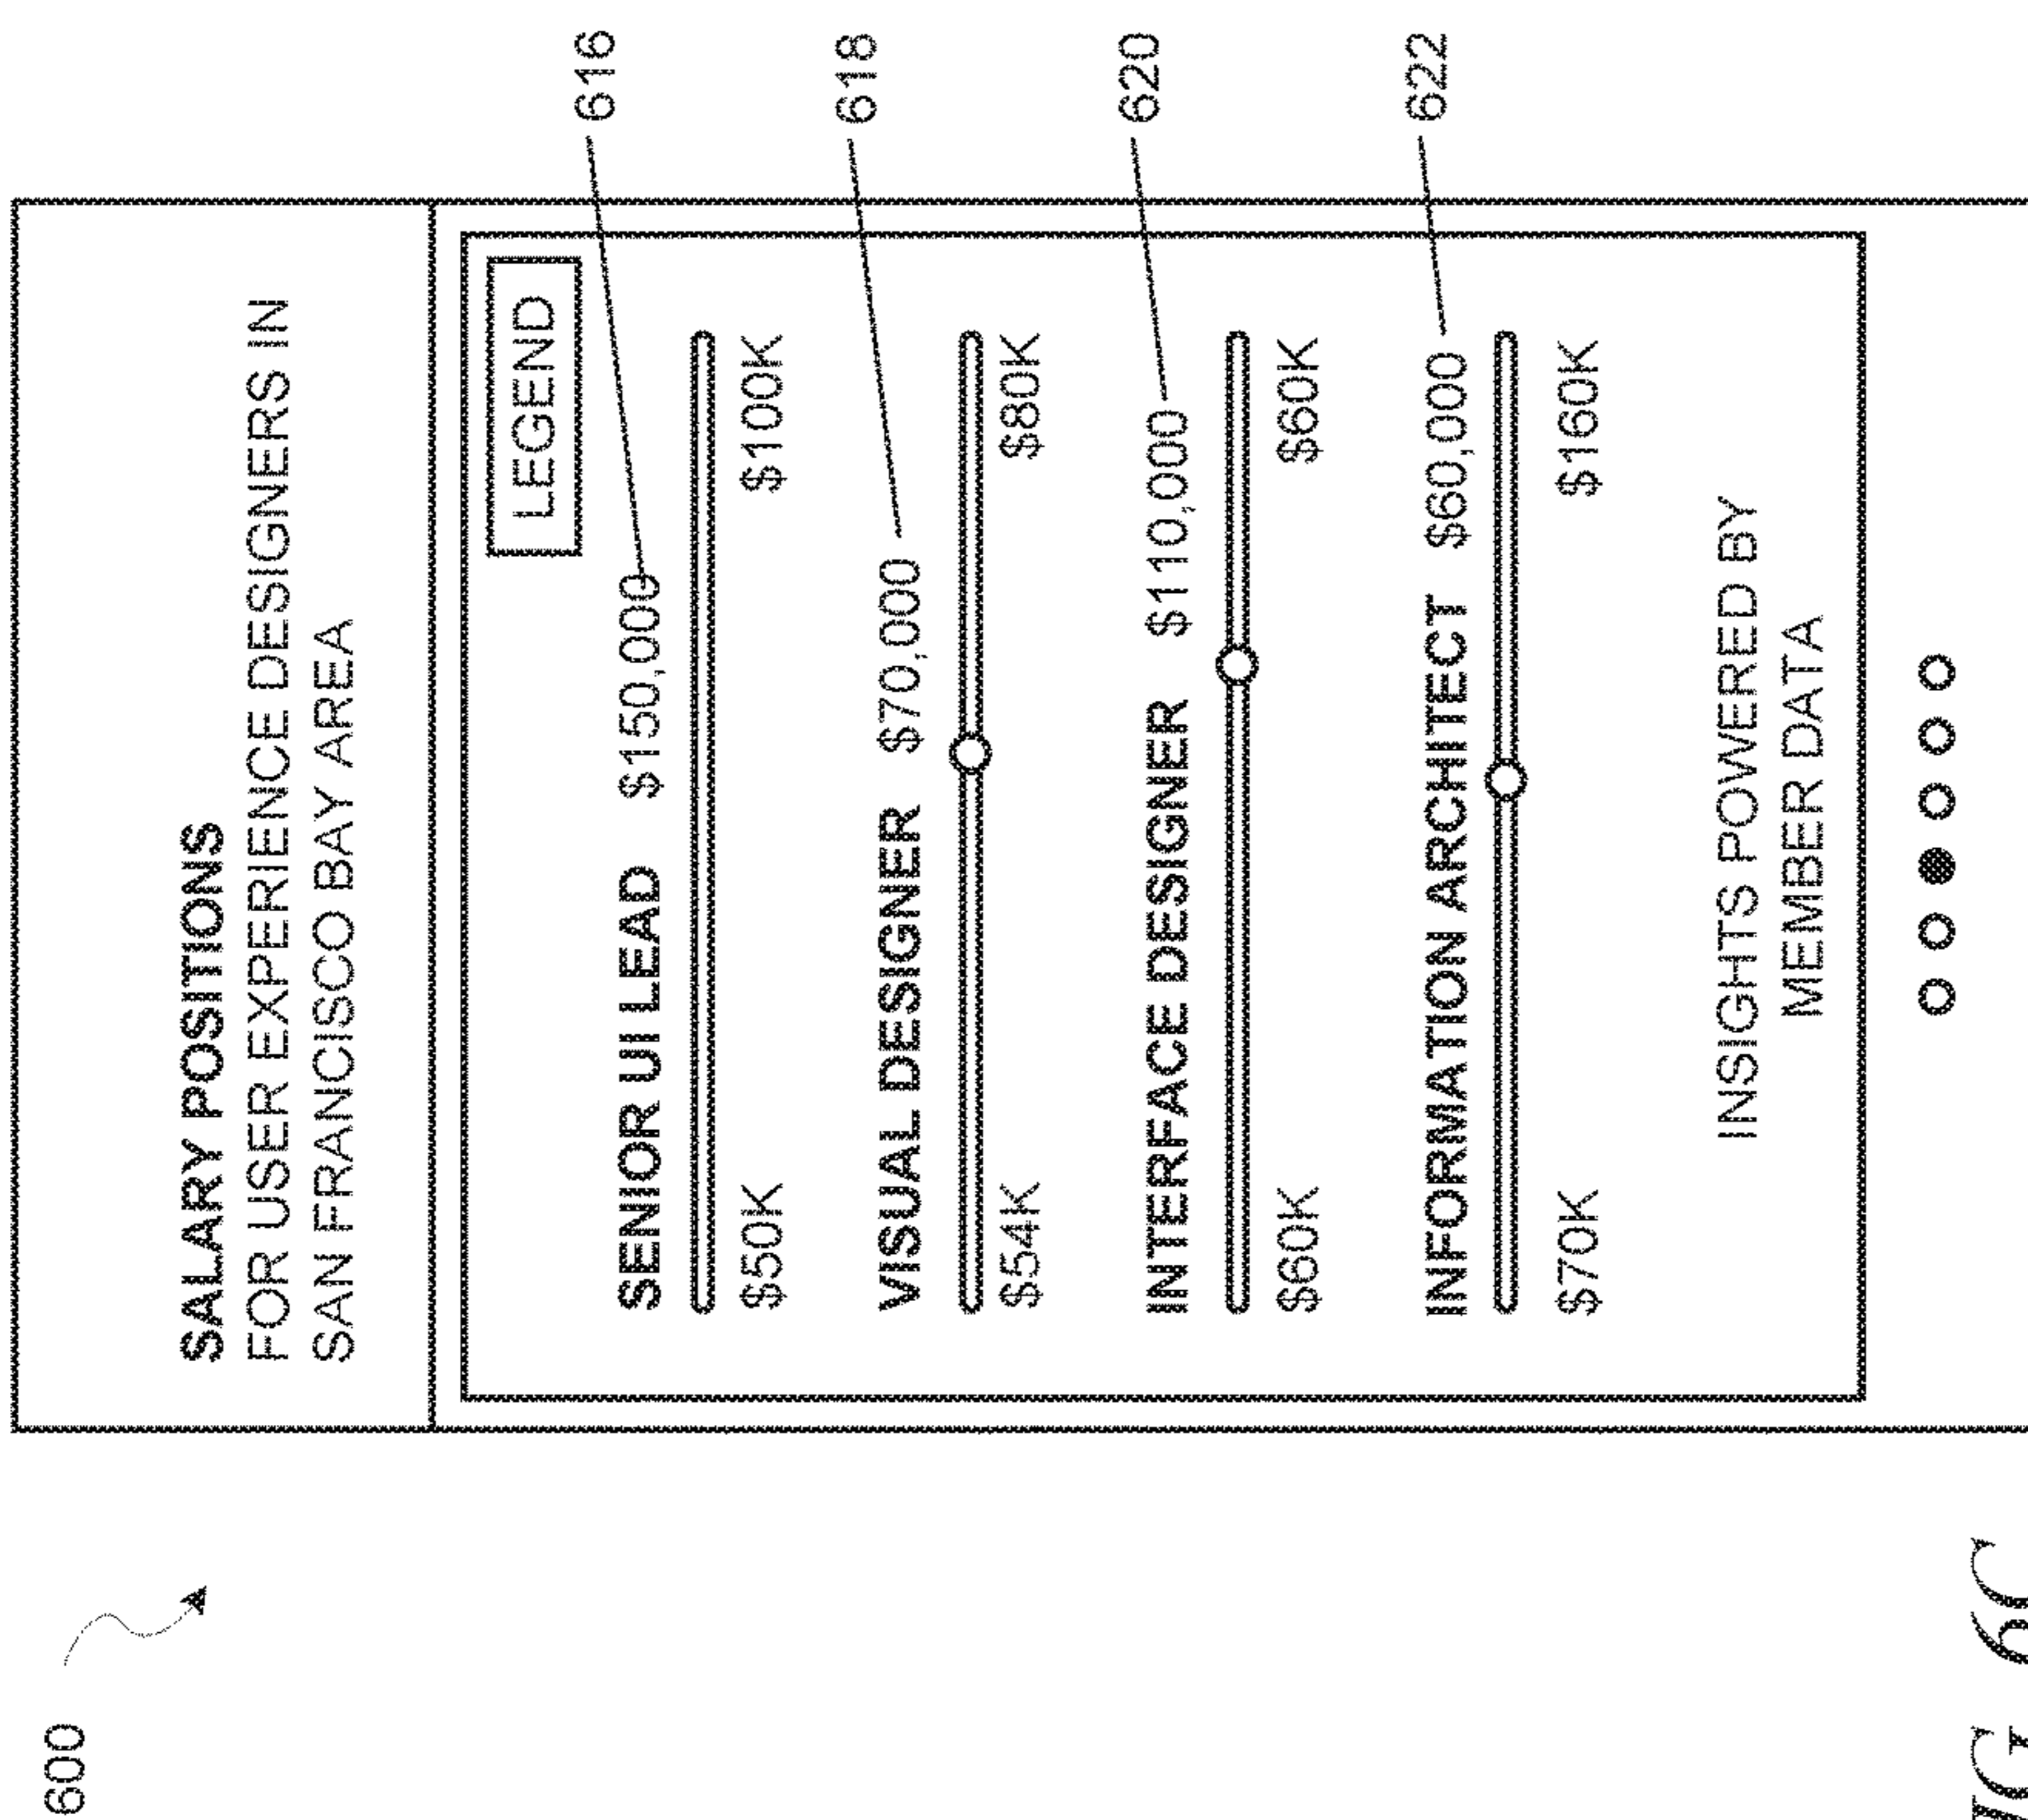 600
SALARY POSITIONS
FOR USER EXPERIENCE DESIGNERS IN
SAN FRANCISCO BAY AREA
LEGEND
616
SENIOR UI LEAD $150,000
$50K $100K
618
VISUAL DESIGNER $70,000
$54K $80K
620
INTERFACE DESIGNER $110,000
$60K $60K
622
INFORMATION ARCHITECT $60,000
$70K $160K
INSIGHTS POWERED BY
MEMBER DATA
IG 6C